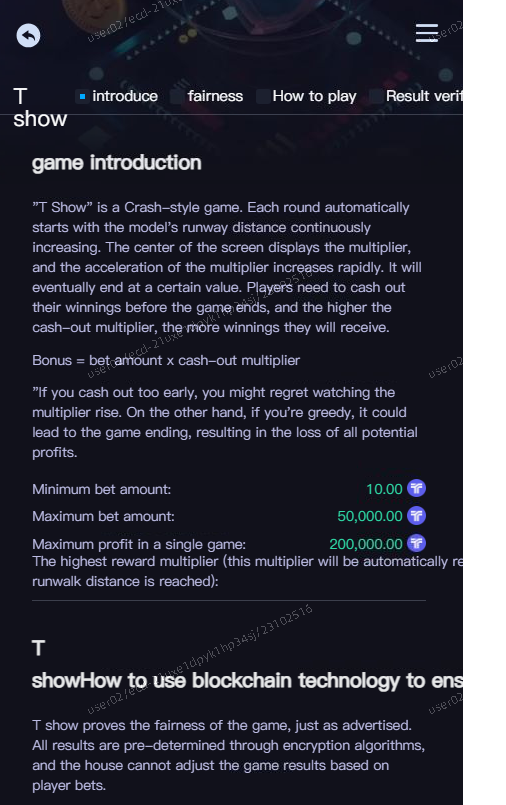 T
show
introduce fairness How to play Result verif
game introduction
"T Show" is a Crash-style game. Each round automatically
starts with the model's runway distance continuously
increasing. The center of the screen displays the multiplier,
and the acceleration of the multiplier increases rapidly. It will
eventually end at a certain value. Players need to cash out
their winnings before the game ends, and the higher the
cash-out multiplier, the more winnings they will receive.
Bonus = bet amount x cash-out multiplier
"If you cash out too early, you might regret watching the
multiplier rise. On the other hand, if you're greedy, it could
lead to the game ending, resulting in the loss of all potential
profits.
Minimum bet amount: 10.00
Maximum bet amount: 50,000.00
Maximum profit in a single game: 200,000.00
The highest reward multiplier (this multiplier will be automatically re
runwalk distance is reached):
T
showHow to use blockchain technology to ens
T show proves the fairness of the game, just as advertised.
All results are pre-determined through encryption algorithms,
and the house cannot adjust the game results based on
player bets.